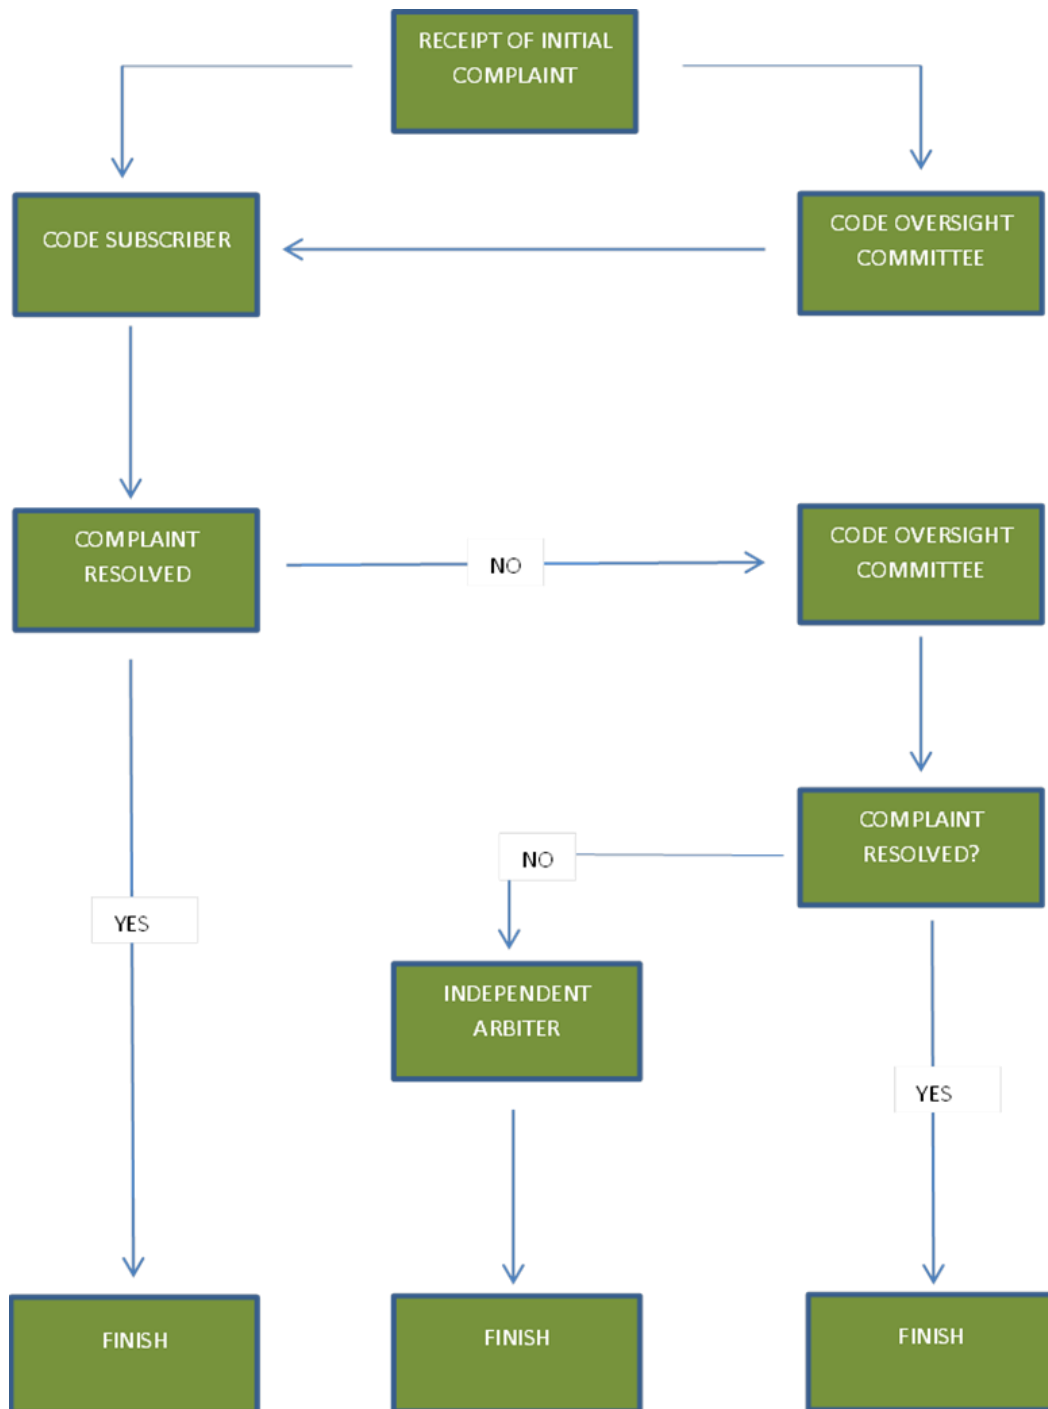 RECEIPT OF INITIAL
COMPLAINT
CODE SUBSCRIBER
CODE OVERSIGHT
COMMITTEE
COMPLAINT
RESOLVED
NO
CODE OVERSIGHT
COMMITTEE
COMPLAINT
RESOLVED?
NO
YES
INDEPENDENT
ARBITER
YES
FINISH
FINISH
FINISH